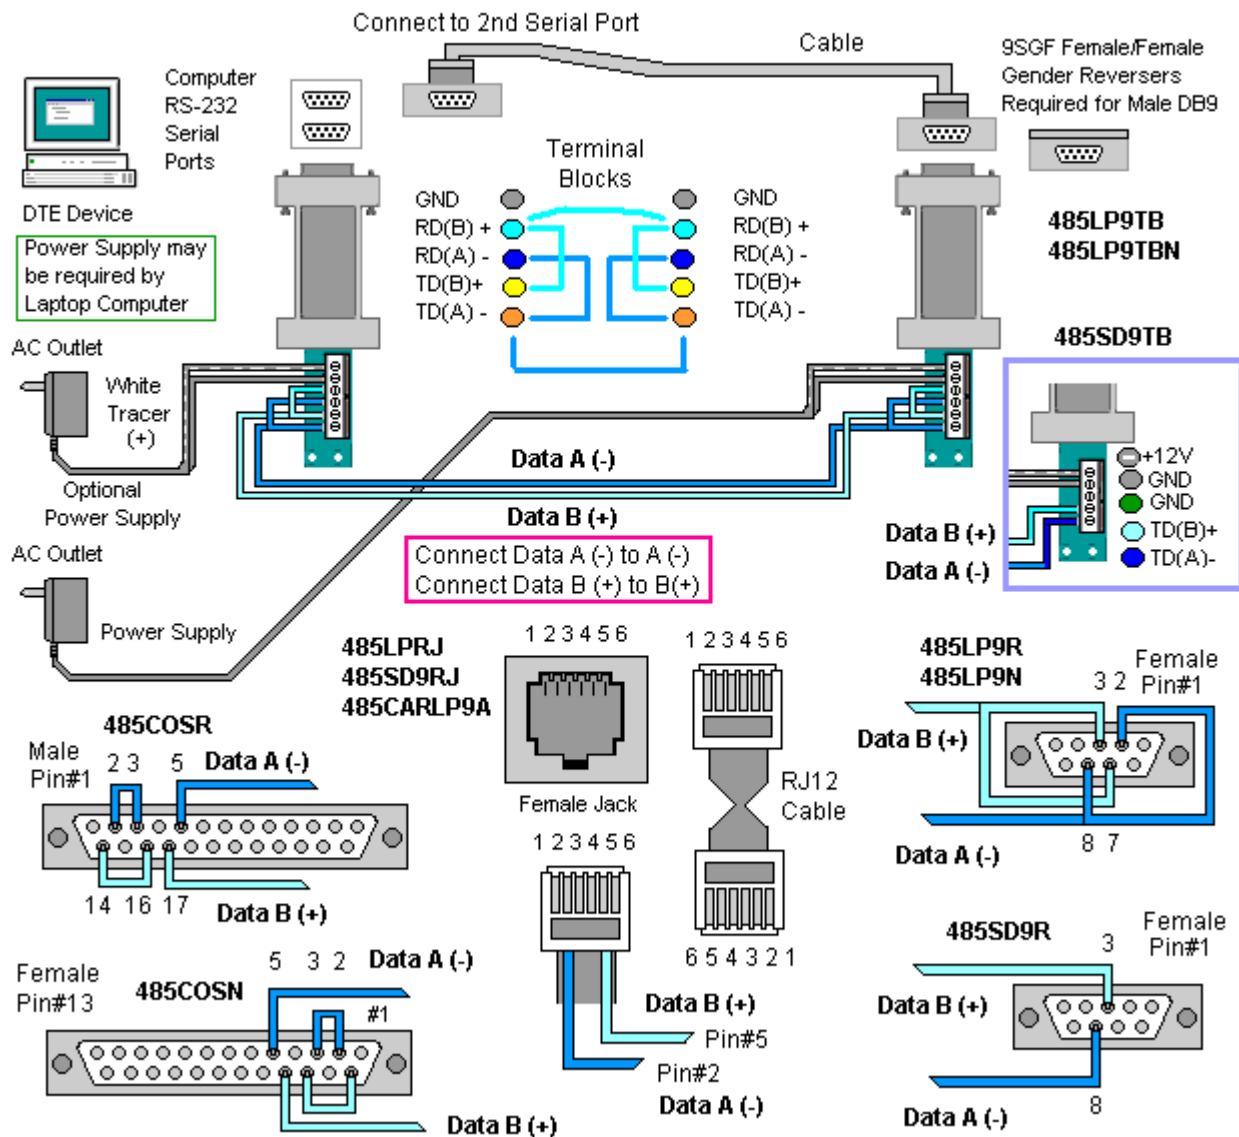 Connect to 2nd Serial Port
Cable
9SGF Female/Female
Gender Reversers
Required for Male DB9
Computer
RS-232
Serial
Ports
DTE Device
Power Supply may
be required by
Laptop Computer
Terminal
Blocks
GND
RD(B) +
RD(A) -
TD(B)+
TD(A) -
GND
RD(B) +
RD(A) -
TD(B)+
TD(A) -
485LP9TB
485LP9TBN
485SD9TB
AC Outlet
White
Tracer
(+)
Optional
Power Supply
Data A (-)
Data B (+)
+12V
GND
GND
TD(B)+
TD(A)-
Data B (+)
Data A (-)
Connect Data A (-) to A (-)
Connect Data B (+) to B(+)
AC Outlet
Power Supply
485LPRJ
485SD9RJ
485CARLP9A
1 2 3 4 5 6
Female Jack
1 2 3 4 5 6
RJ12
Cable
6 5 4 3 2 1
485LP9R
485LP9N
Female
Pin#1
3 2
Data B (+)
Data A (-)
8 7
485COSR
Male
Pin#1
2 3 5
Data A (-)
14 16 17
Data B (+)
1 2 3 4 5 6
Data B (+)
Pin#5
Pin#2
Data A (-)
485SD9R
Female
Pin#1
3
Data B (+)
Data A (-)
8
Female
Pin#13
485COSN
5 3 2
Data A (-)
#1
Data B (+)